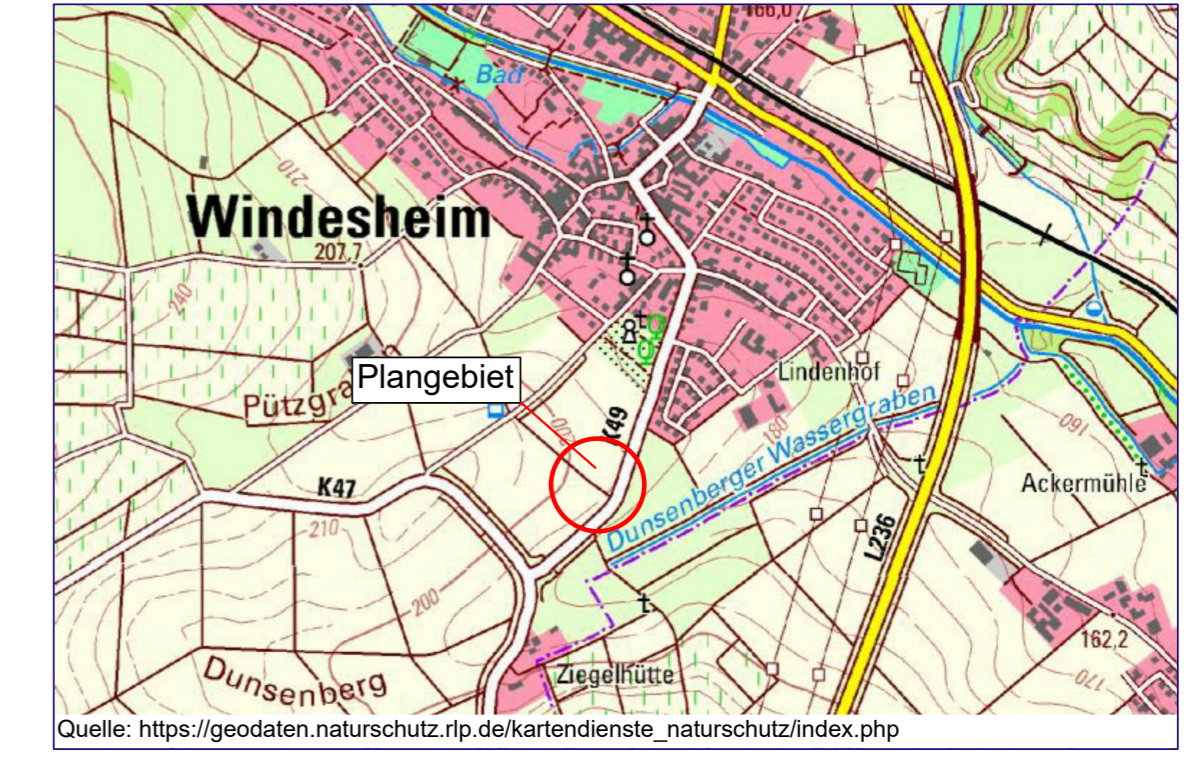 166,0
Bad
210
Windesheim
207,7
240
Pützgra
Plangebiet
Lindenhof
200
K49
180
Dunsenberger Wassergraben
160
Ackermühle
K47
210
L236
200
162,2
Dunsenberg
Ziegelhütte
170
Quelle: https://geodaten.naturschutz.rlp.de/kartendienste_naturschutz/index.php